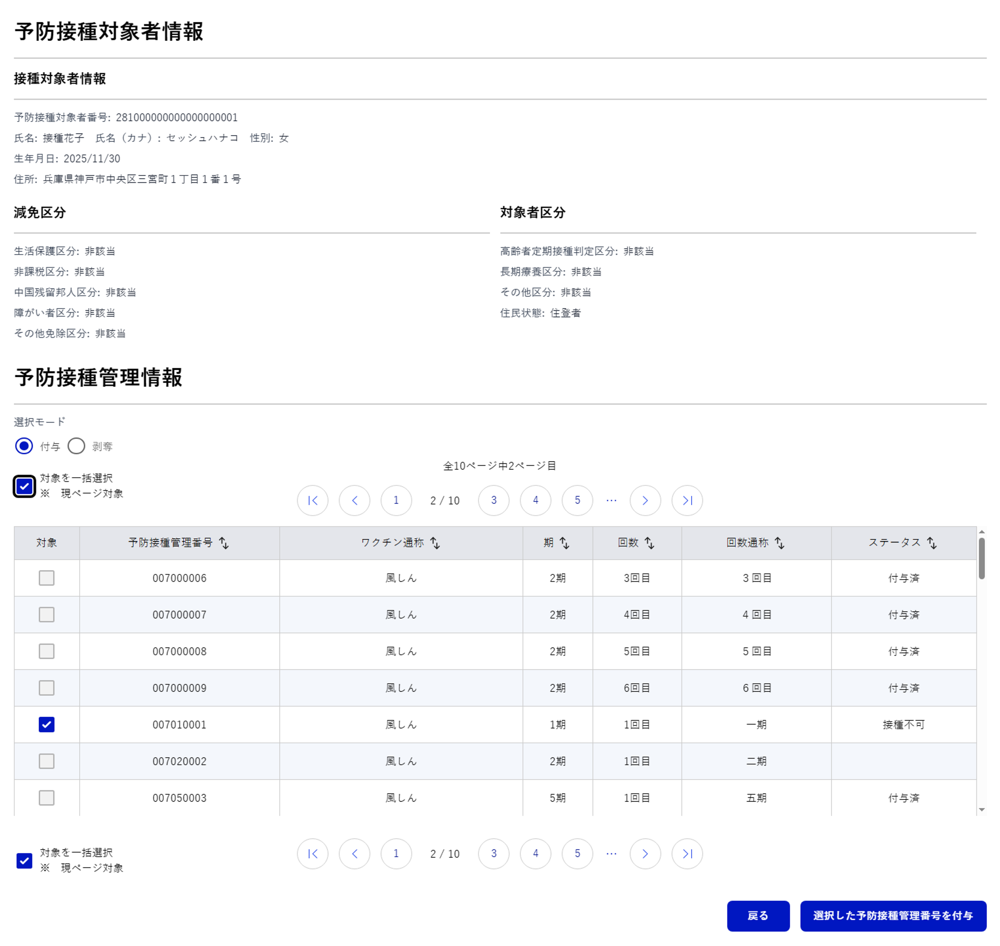 予防接種対象者情報
接種対象者情報
予防接種対象者番号: 281000000000000000001
氏名: 接種花子　氏名（カナ）: セッシュハナコ　性別: 女
生年月日: 2025/11/30
住所: 兵庫県神戸市中央区三宮町１丁目１番１号
減免区分
生活保護区分: 非該当
非課税区分: 非該当
中国残留邦人区分: 非該当
障がい者区分: 非該当
その他免除区分: 非該当
対象者区分
高齢者定期接種判定区分: 非該当
長期療養区分: 非該当
その他区分: 非該当
住民状態: 住登者
予防接種管理情報
選択モード
付与 剥奪
全10ページ中2ページ目
対象を一括選択
※　現ページ対象
1 2 / 10 3 4 5 …
対象 予防接種管理番号 ワクチン通称 期 回数 回数通称 ステータス
007000006 風しん 2期 3回目 ３回目 付与済
007000007 風しん 2期 4回目 ４回目 付与済
007000008 風しん 2期 5回目 ５回目 付与済
007000009 風しん 2期 6回目 ６回目 付与済
007010001 風しん 1期 1回目 一期 接種不可
007020002 風しん 2期 1回目 二期
007050003 風しん 5期 1回目 五期 付与済
対象を一括選択
※　現ページ対象
1 2 / 10 3 4 5 …
戻る 選択した予防接種管理番号を付与